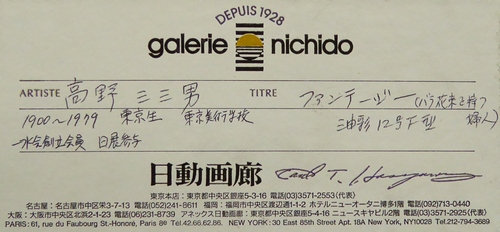 DEPUIS 1928
galerie nichido
ARTISTE 高野三三男 TITRE ファンテージー(バラ花束を持つ婦人)
1900~1979 東京生 東京美術学校 油彩12号F型
一水会創立会員 日展参与
日動画廊
東京本店:東京都中央区銀座5-3-16 電話(03)3571-2553(代表)
名古屋:名古屋市中区栄3-7-13 電話(052)241-8611 福岡:福岡市中央区渡辺通1-1-2 ホテルニューオータニ博多1階 電話(092)713-0440
大阪:大阪市中央区北浜2-1-23 電話(06)231-8739 アネックス日動画廊:東京都中央区銀座5-4-16 ニュースキヤビル2階 電話(03)3571-2925(代表)
PARIS: 61, rue du Faubourg St.-Honoré, Paris 8e Tél.42.66.62.86. NEW YORK: 30 East 85th Street Apt. 18A New York, NY10028 Tel.212-794-3689